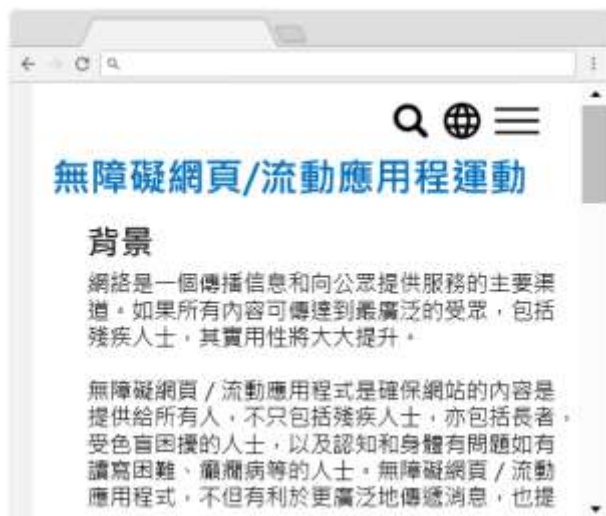 無障礙網頁/流動應用程運動
背景
網絡是一個傳播信息和向公眾提供服務的主要渠
道。如果所有內容可傳達到最廣泛的受眾，包括
殘疾人士，其實用性將大大提升。
無障礙網頁 / 流動應用程式是確保網站的內容是
提供給所有人，不只包括殘疾人士，亦包括長者，
受色盲困擾的人士，以及認知和身體有問題如有
讀寫困難、癲癇病等的人士。無障礙網頁 / 流動
應用程式，不但有利於更廣泛地傳遞消息，也提